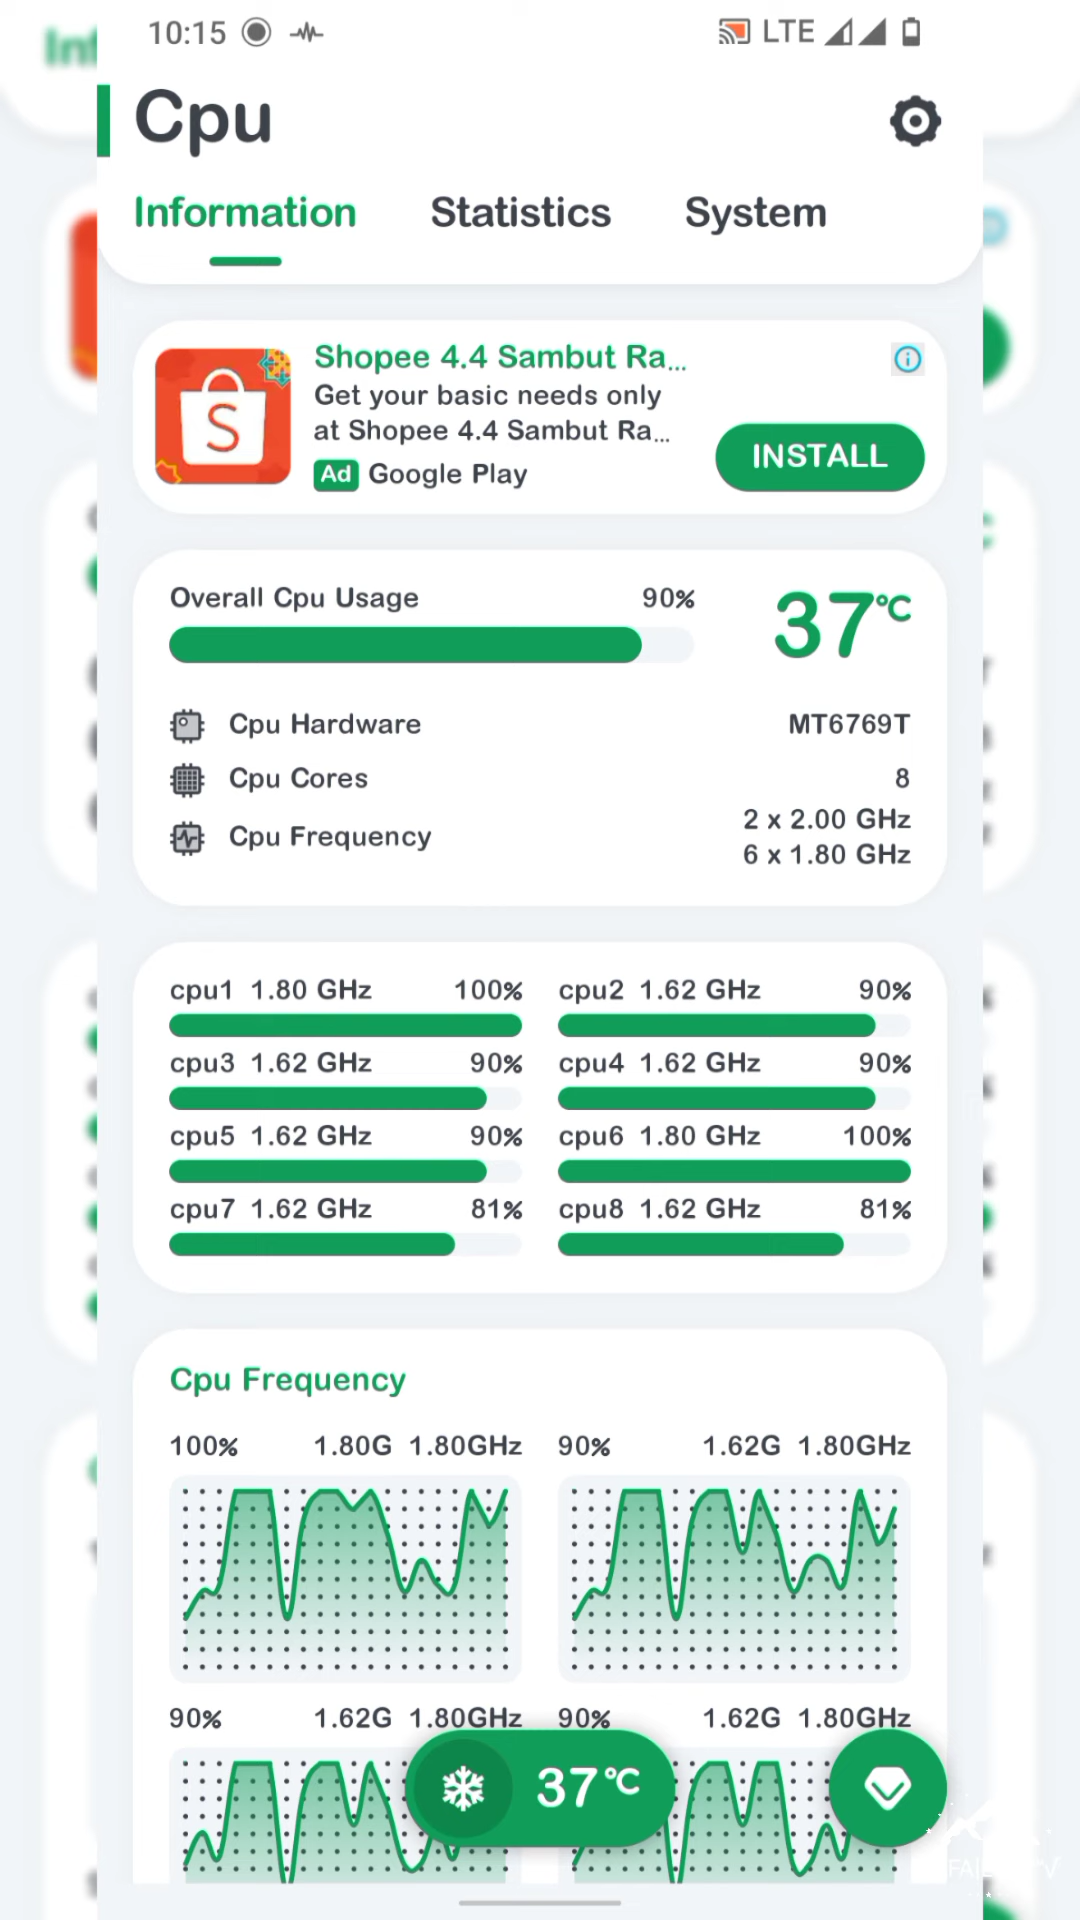 10:15 LTE
Cpu
Information Statistics System
Shopee 4.4 Sambut Ra...
Get your basic needs only
at Shopee 4.4 Sambut Ra...
Ad Google Play
INSTALL
Overall Cpu Usage 90% 37°C
Cpu Hardware MT6769T
Cpu Cores 8
Cpu Frequency 2 x 2.00 GHz
6 x 1.80 GHz
cpu1 1.80 GHz 100% cpu2 1.62 GHz 90%
cpu3 1.62 GHz 90% cpu4 1.62 GHz 90%
cpu5 1.62 GHz 90% cpu6 1.80 GHz 100%
cpu7 1.62 GHz 81% cpu8 1.62 GHz 81%
Cpu Frequency
100% 1.80G 1.80GHz 90% 1.62G 1.80GHz
90% 1.62G 1.80GHz 90% 1.62G 1.80GHz
37°C